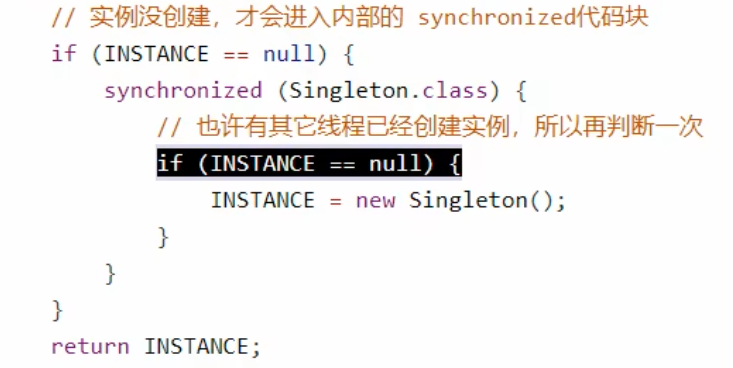 // 实例没创建，才会进入内部的 synchronized代码块
if (INSTANCE == null) {
synchronized (Singleton.class) {
// 也许有其它线程已经创建实例，所以再判断一次
if (INSTANCE == null) {
INSTANCE = new Singleton();
}
}
}
return INSTANCE;